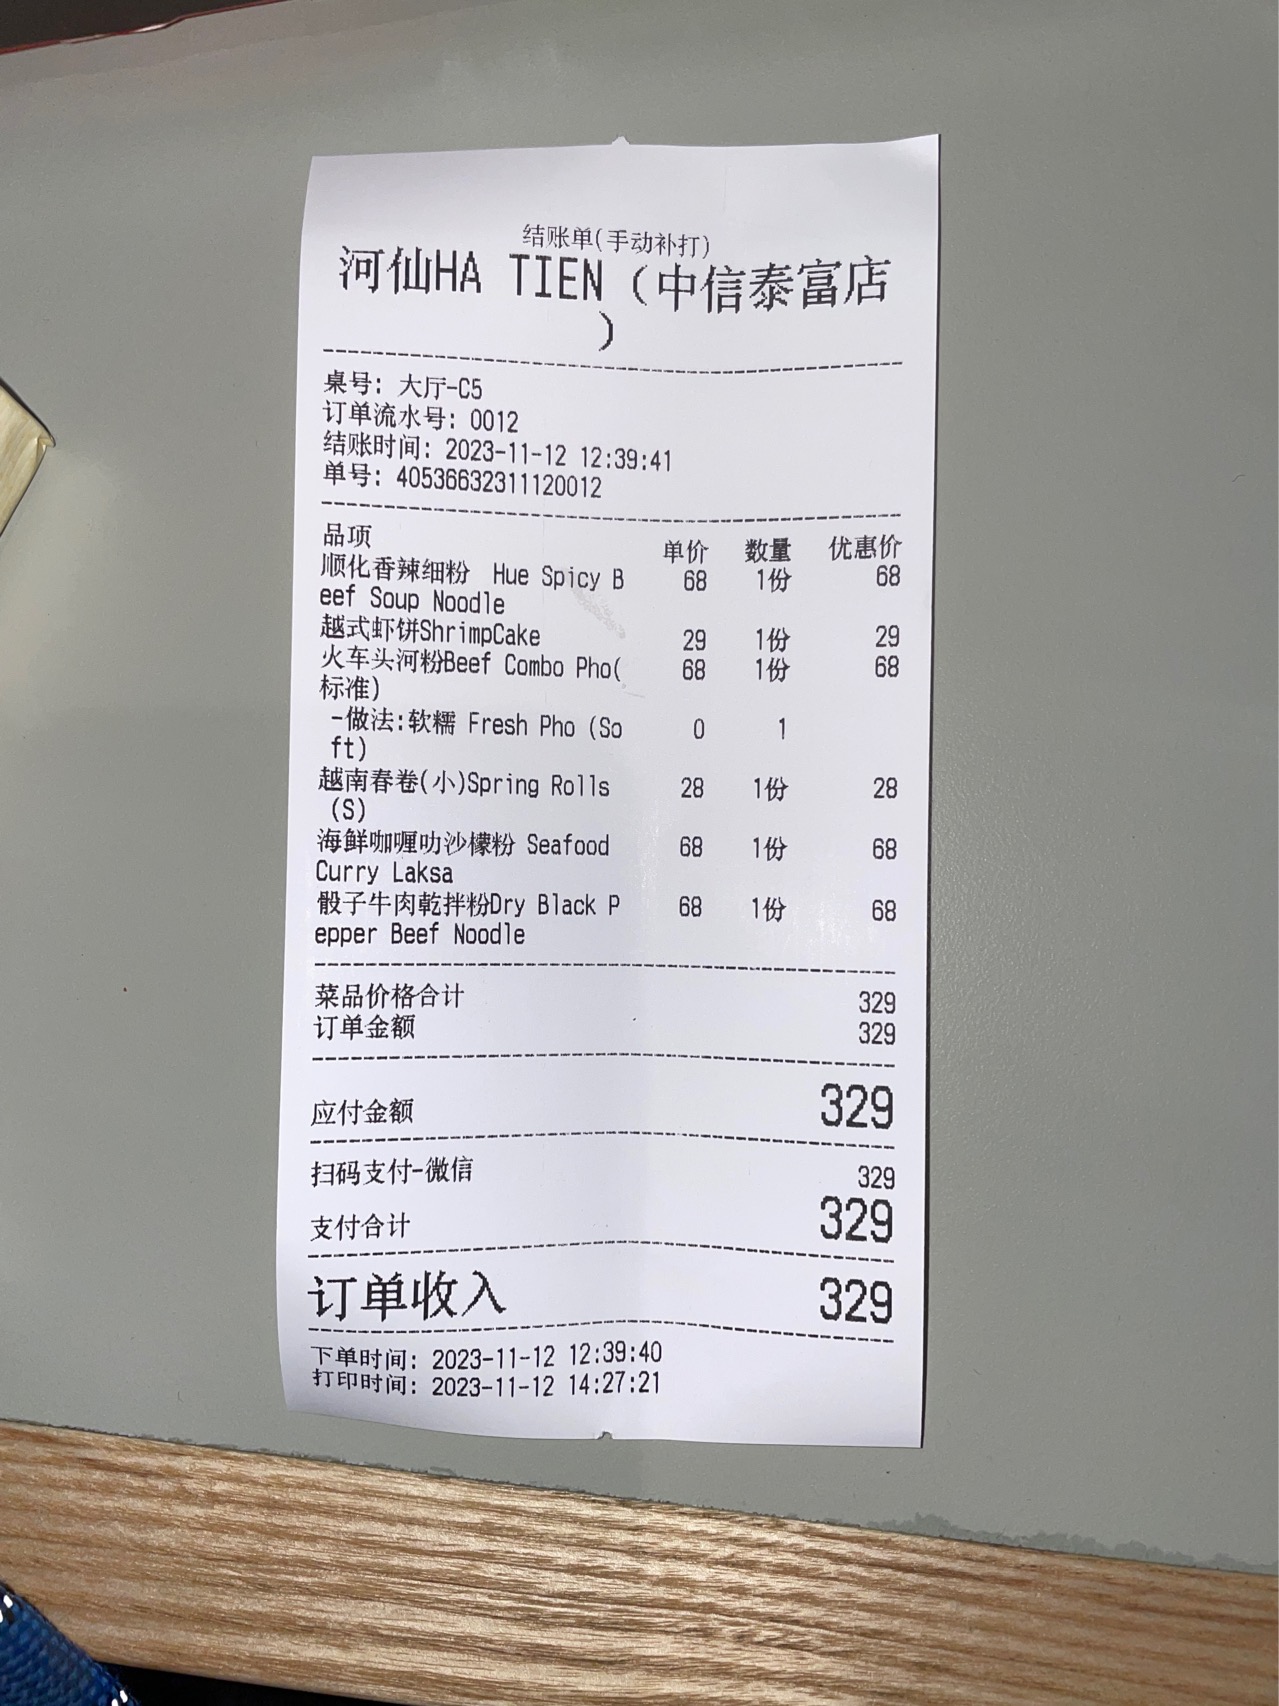 结账单(手动补打)
河仙HA TIEN（中信泰富店
）
桌号: 大厅-C5
订单流水号: 0012
结账时间: 2023-11-12 12:39:41
单号: 40536632311120012
品项 单价 数量 优惠价
顺化香辣细粉 Hue Spicy B 68 1份 68
eef Soup Noodle
越式虾饼ShrimpCake 29 1份 29
火车头河粉Beef Combo Pho( 68 1份 68
标准)
-做法:软糯 Fresh Pho (So 0 1
ft)
越南春卷(小)Spring Rolls 28 1份 28
(S)
海鲜咖喱叻沙檬粉 Seafood 68 1份 68
Curry Laksa
骰子牛肉乾拌粉Dry Black P 68 1份 68
epper Beef Noodle
菜品价格合计 329
订单金额 329
应付金额 329
扫码支付-微信 329
支付合计 329
订单收入 329
下单时间: 2023-11-12 12:39:40
打印时间: 2023-11-12 14:27:21